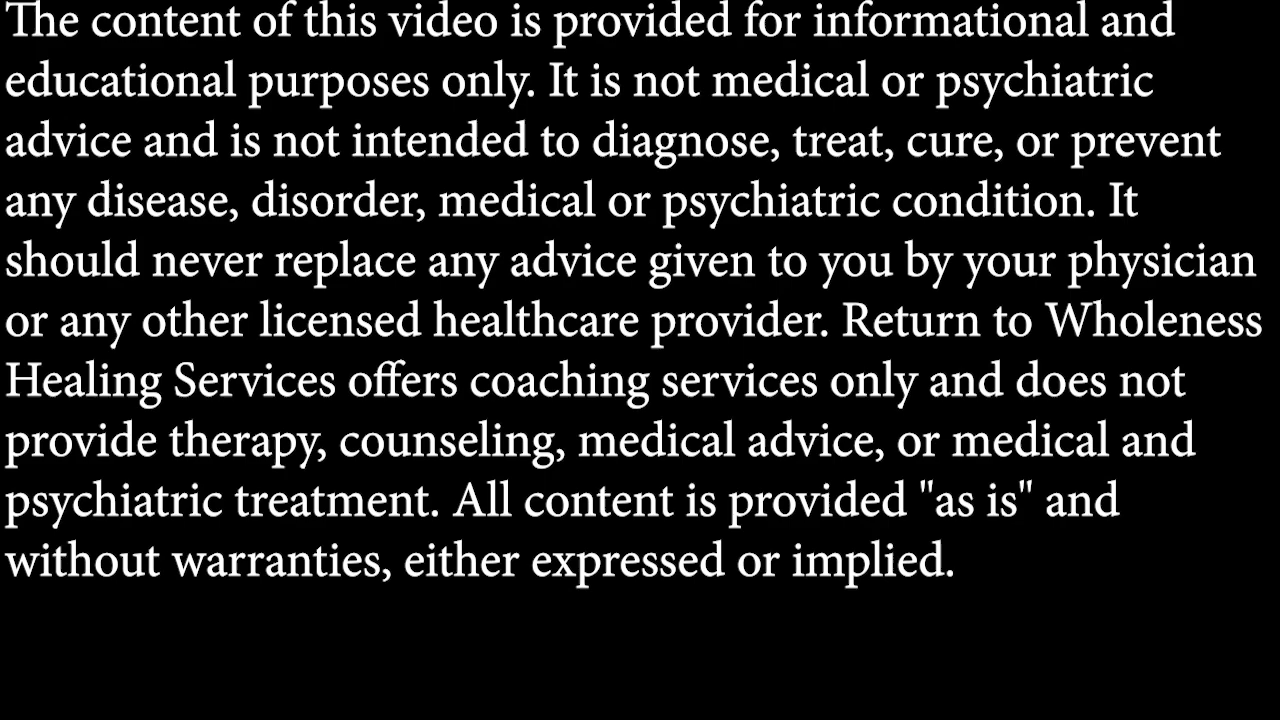 The content of this video is provided for informational and
educational purposes only. It is not medical or psychiatric
advice and is not intended to diagnose, treat, cure, or prevent
any disease, disorder, medical or psychiatric condition. It
should never replace any advice given to you by your physician
or any other licensed healthcare provider. Return to Wholeness
Healing Services offers coaching services only and does not
provide therapy, counseling, medical advice, or medical and
psychiatric treatment. All content is provided "as is" and
without warranties, either expressed or implied.